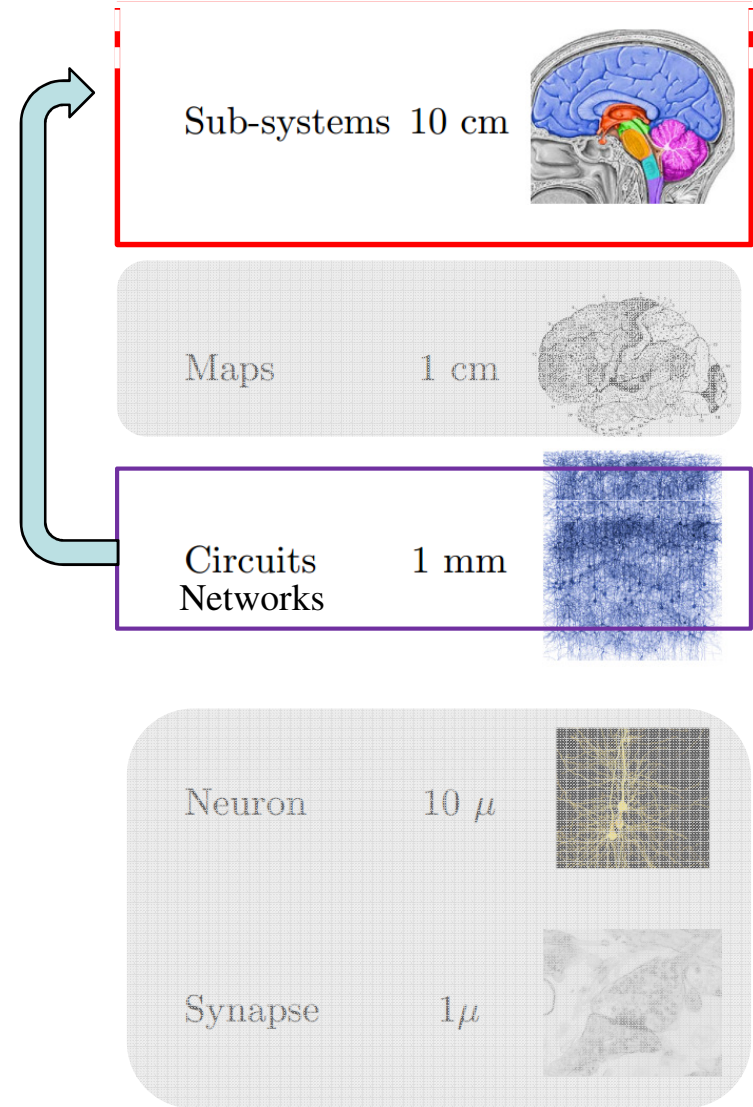 Sub-systems 10 cm
Maps 1 cm
Circuits 1 mm
Networks
Neuron 10 μ
Synapse 1μ